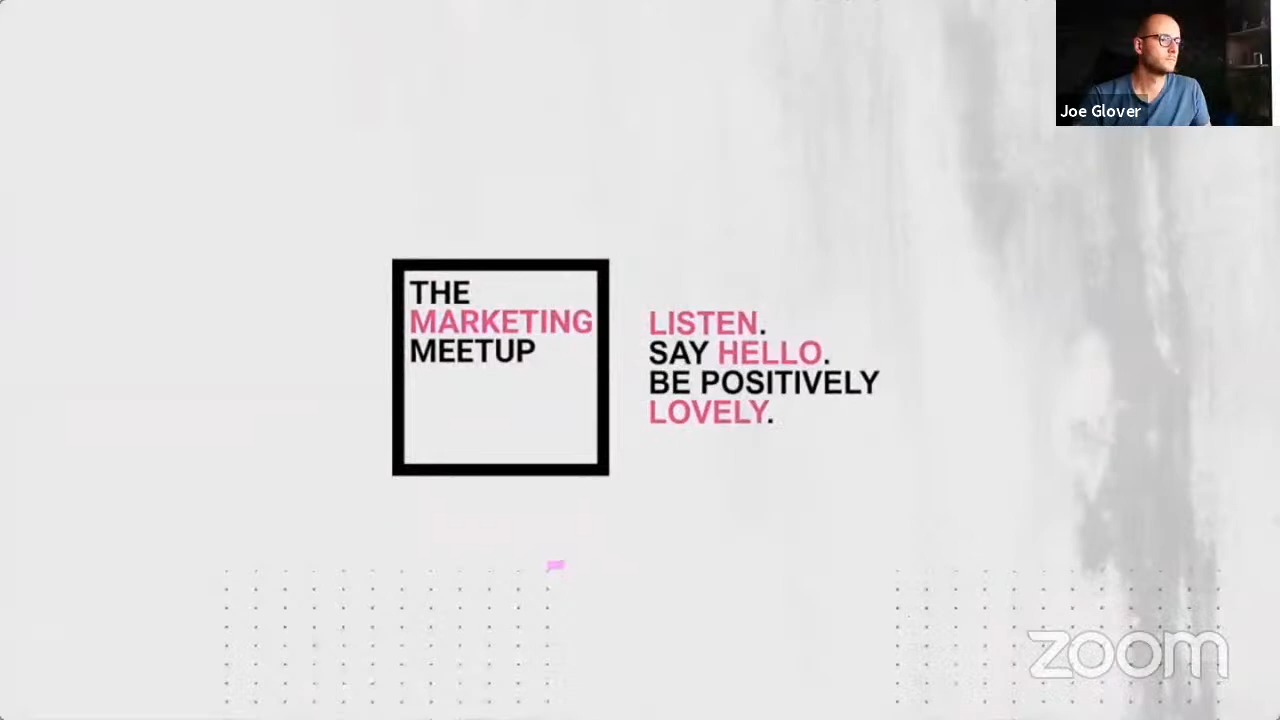 Joe Glover
THE
MARKETING
MEETUP
LISTEN.
SAY HELLO.
BE POSITIVELY
LOVELY.
zoom